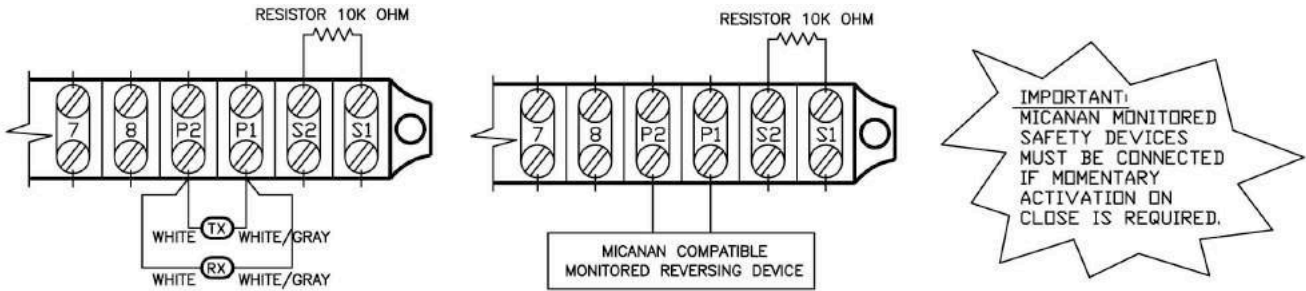 RESISTOR 10K OHM
7 8 P2 P1 S2 S1
WHITE TX WHITE/GRAY
WHITE RX WHITE/GRAY
RESISTOR 10K OHM
7 8 P2 P1 S2 S1
MICANAN COMPATIBLE
MONITORED REVERSING DEVICE
IMPORTANT:
MICANAN MONITORED
SAFETY DEVICES
MUST BE CONNECTED
IF MOMENTARY
ACTIVATION ON
CLOSE IS REQUIRED.